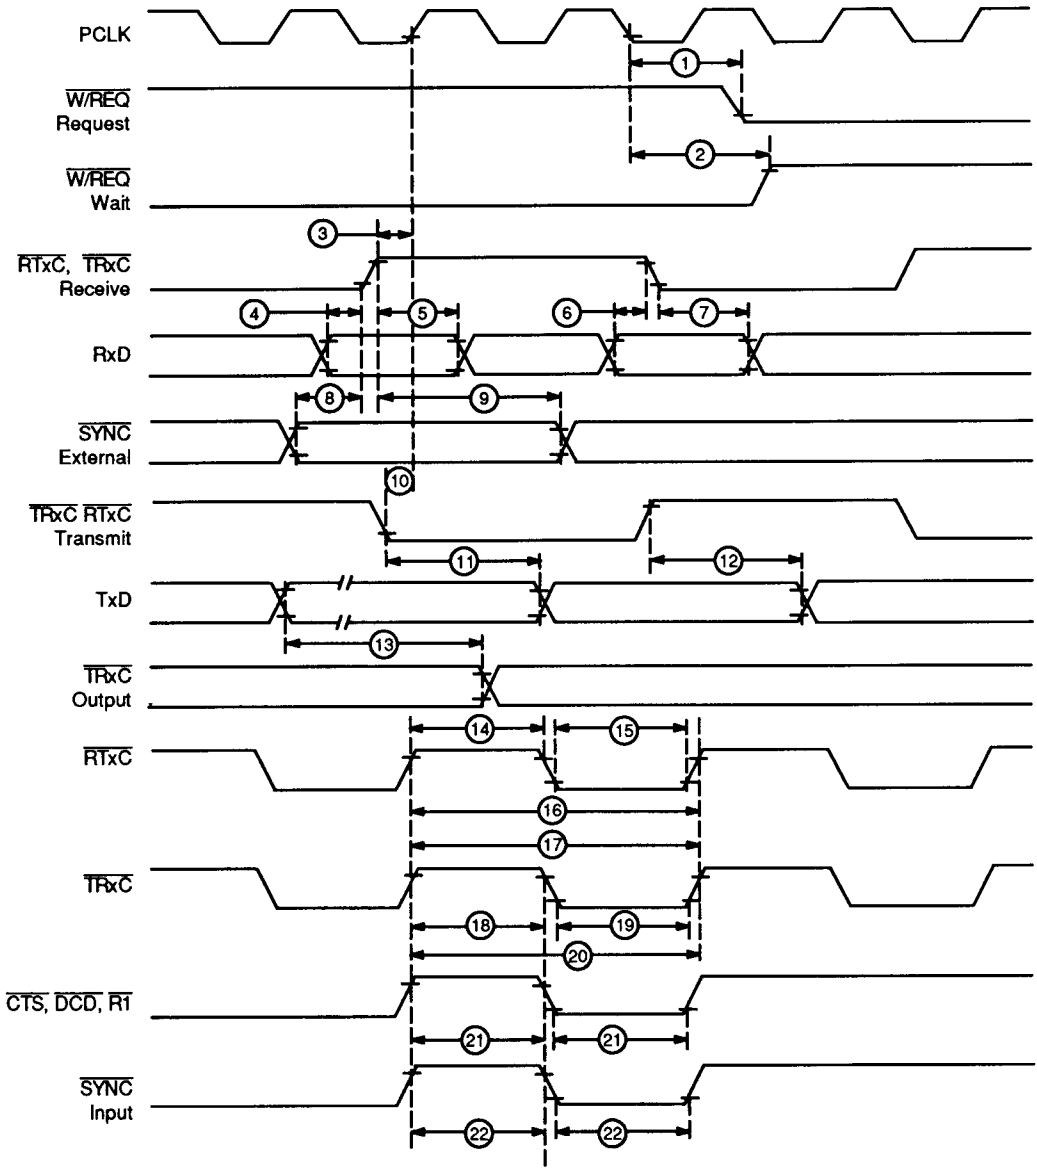 PCLK
1
W/REQ
Request
2
W/REQ
Wait
3
RTxC, TRxC
Receive
4
5
6
7
RxD
8
9
SYNC
External
10
TRxC RTxC
Transmit
11
12
TxD
13
TRxC
Output
14
15
RTxC
16
17
TRxC
18
19
20
CTS, DCD, R1
21
21
SYNC
Input
22
22